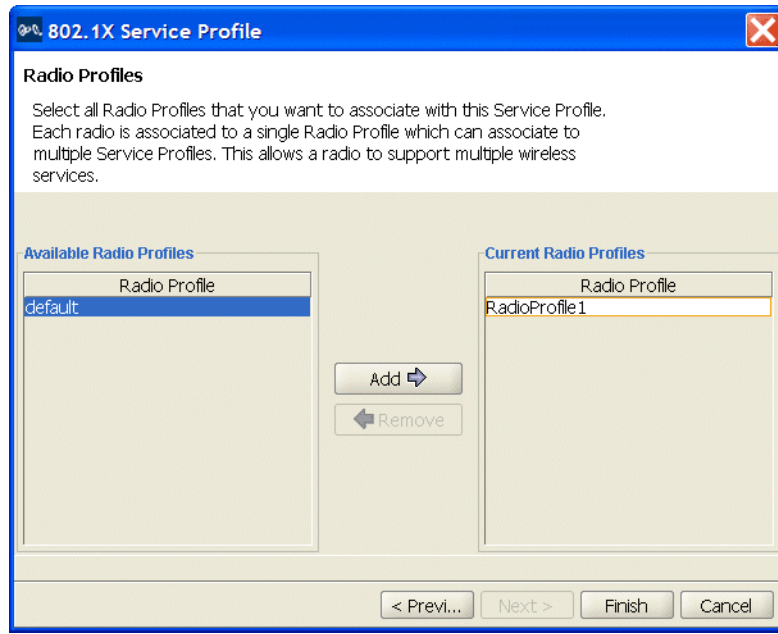 802.1X Service Profile
Radio Profiles
Select all Radio Profiles that you want to associate with this Service Profile.
Each radio is associated to a single Radio Profile which can associate to
multiple Service Profiles. This allows a radio to support multiple wireless
services.
Available Radio Profiles
Radio Profile
default
Add
Remove
Current Radio Profiles
Radio Profile
RadioProfile1
< Previ...
Next >
Finish
Cancel